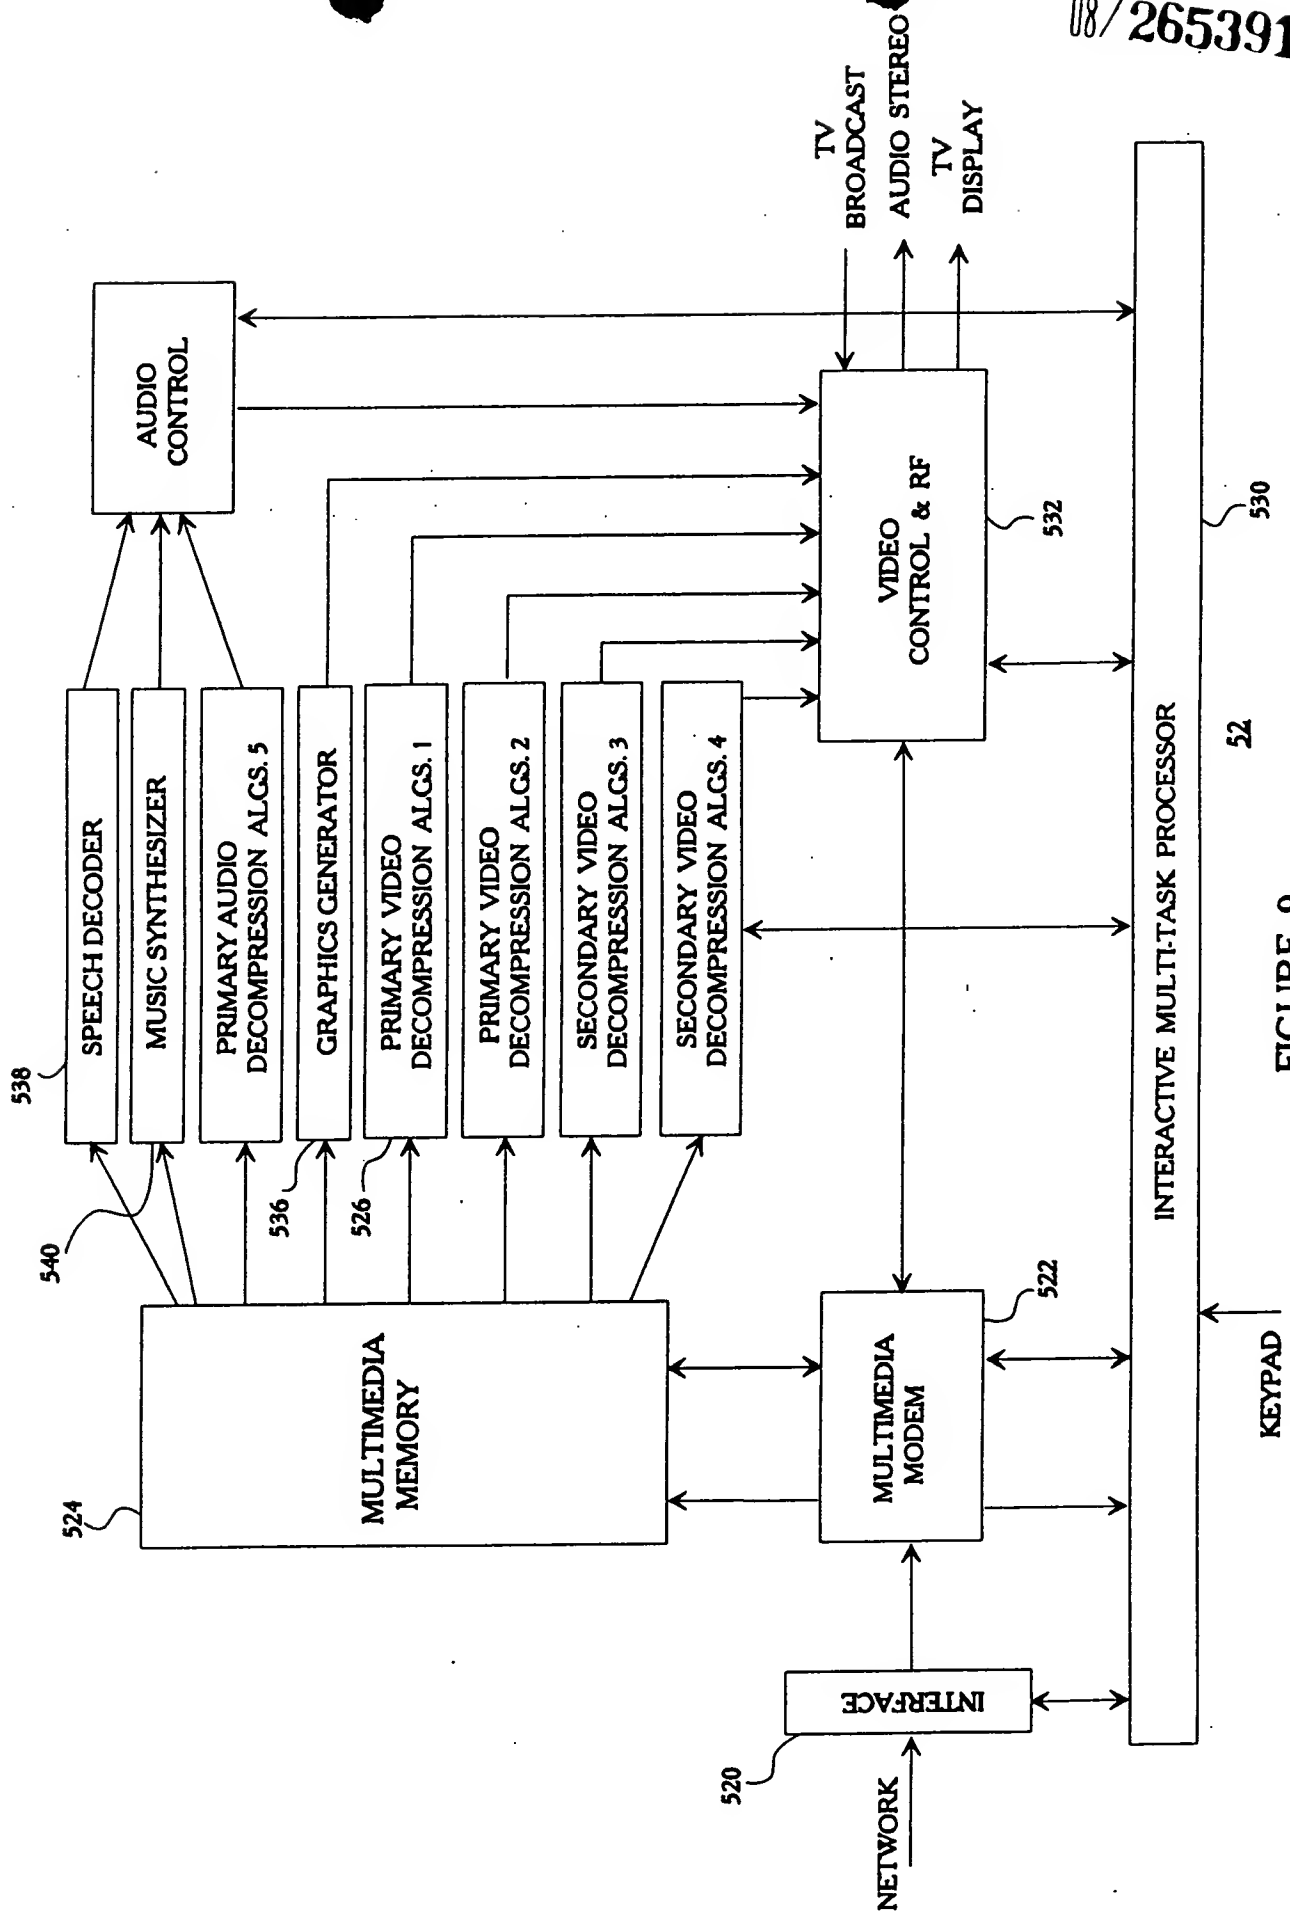 08/265391
TV
BROADCAST
AUDIO STEREO
TV
DISPLAY
AUDIO
CONTROL
538
SPEECH DECODER
540
MUSIC SYNTHESIZER
PRIMARY AUDIO
DECOMPRESSION ALGS. 5
536
GRAPHICS GENERATOR
526
PRIMARY VIDEO
DECOMPRESSION ALGS. 1
PRIMARY VIDEO
DECOMPRESSION ALGS. 2
SECONDARY VIDEO
DECOMPRESSION ALGS. 3
SECONDARY VIDEO
DECOMPRESSION ALGS. 4
VIDEO
CONTROL & RF
532
524
MULTIMEDIA
MEMORY
MULTIMEDIA
MODEM
522
INTERFACE
520
NETWORK
INTERACTIVE MULTI-TASK PROCESSOR
530
52
KEYPAD
FIGURE